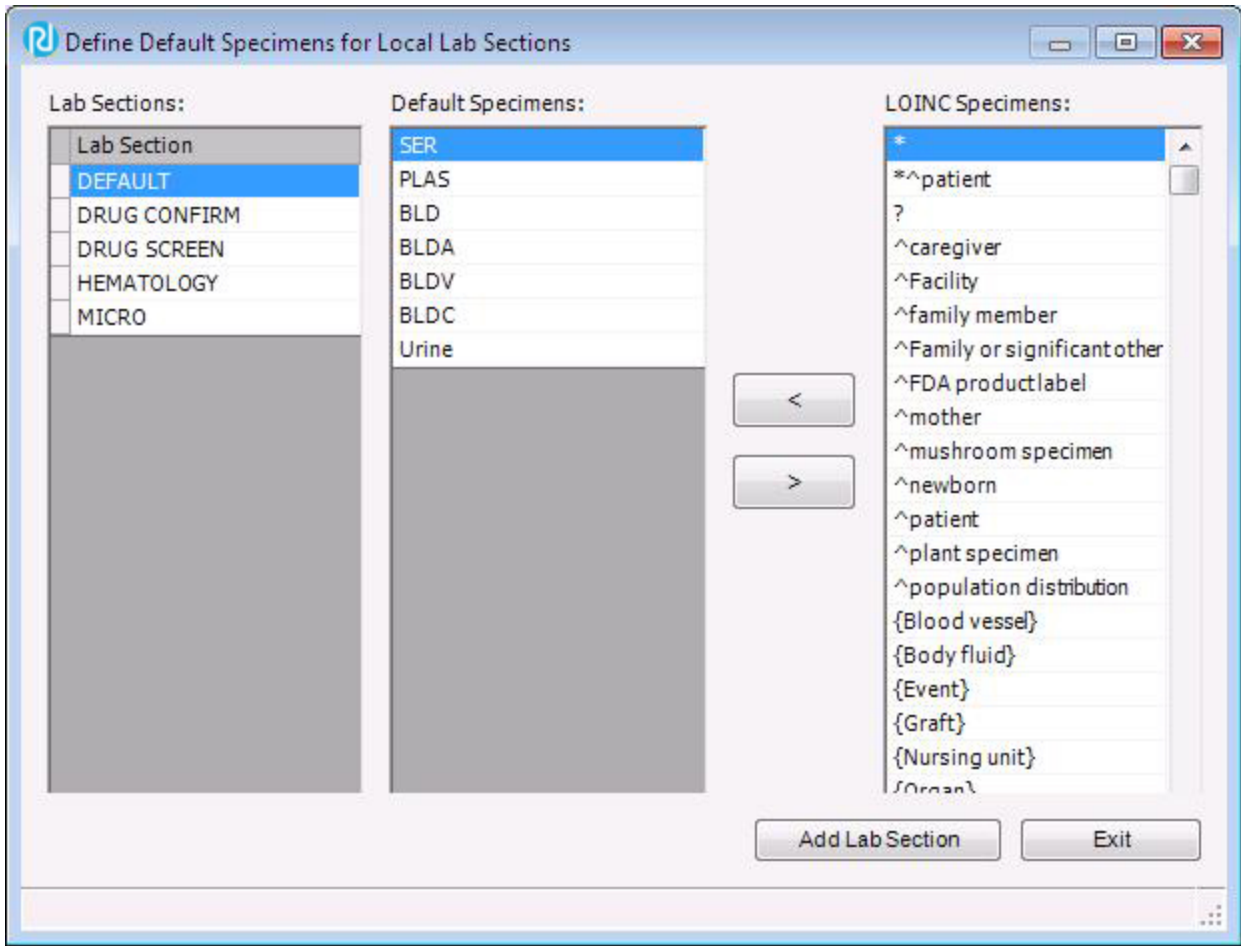 Define Default Specimens for Local Lab Sections
Lab Sections:
Lab Section
DEFAULT
DRUG CONFIRM
DRUG SCREEN
HEMATOLOGY
MICRO
Default Specimens:
SER
PLAS
BLD
BLDA
BLDV
BLDC
Urine
<
>
LOINC Specimens:
*
*^patient
?
^caregiver
^Facility
^family member
^Family or significant other
^FDA product label
^mother
^mushroom specimen
^newborn
^patient
^plant specimen
^population distribution
{Blood vessel}
{Body fluid}
{Event}
{Graft}
{Nursing unit}
{Organ}
Add Lab Section
Exit